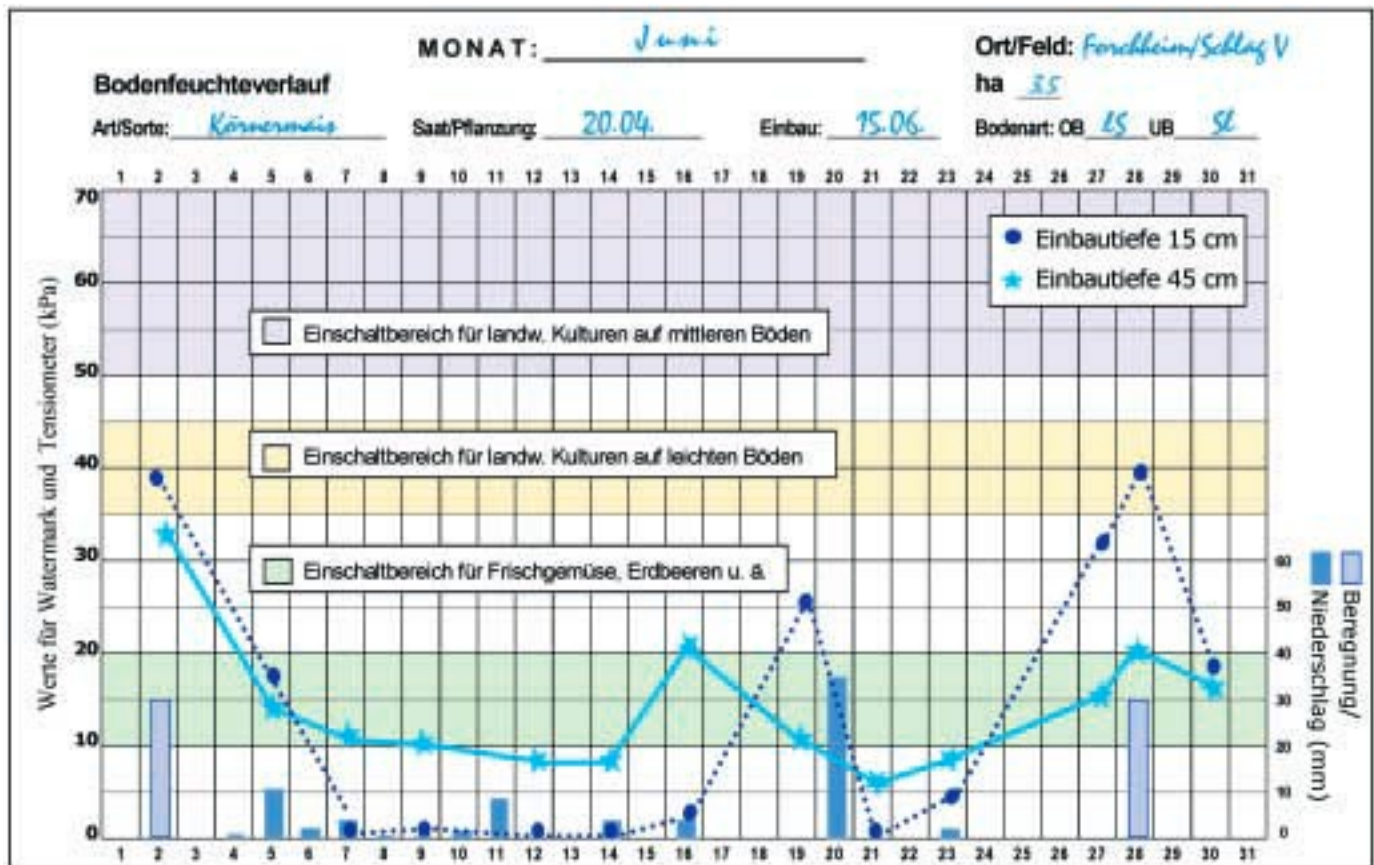 MONAT: Juni
Ort/Feld: Forchheim/Schlag V
Bodenfeuchteverlauf
ha 3.5
Art/Sorte: Körnermais Saat/Pflanzung: 20.04. Einbau: 15.06. Bodenart: OB lS UB Sl
1 2 3 4 5 6 7 8 9 10 11 12 13 14 15 16 17 18 19 20 21 22 23 24 25 25 27 28 29 30 31
70
Einbautiefe 15 cm
Einbautiefe 45 cm
60
Einschaltbereich für landw. Kulturen auf mittleren Böden
50
Einschaltbereich für landw. Kulturen auf leichten Böden
40
30
Einschaltbereich für Frischgemüse, Erdbeeren u. ä.
20
10
0
Werte für Watermark und Tensiometer (kPa)
60
50
40
30
20
10
0
Beregnung/
Niederschlag (mm)
1 2 3 4 5 6 7 8 9 10 11 12 13 14 15 16 17 18 19 20 21 22 23 24 25 26 27 28 29 30 31